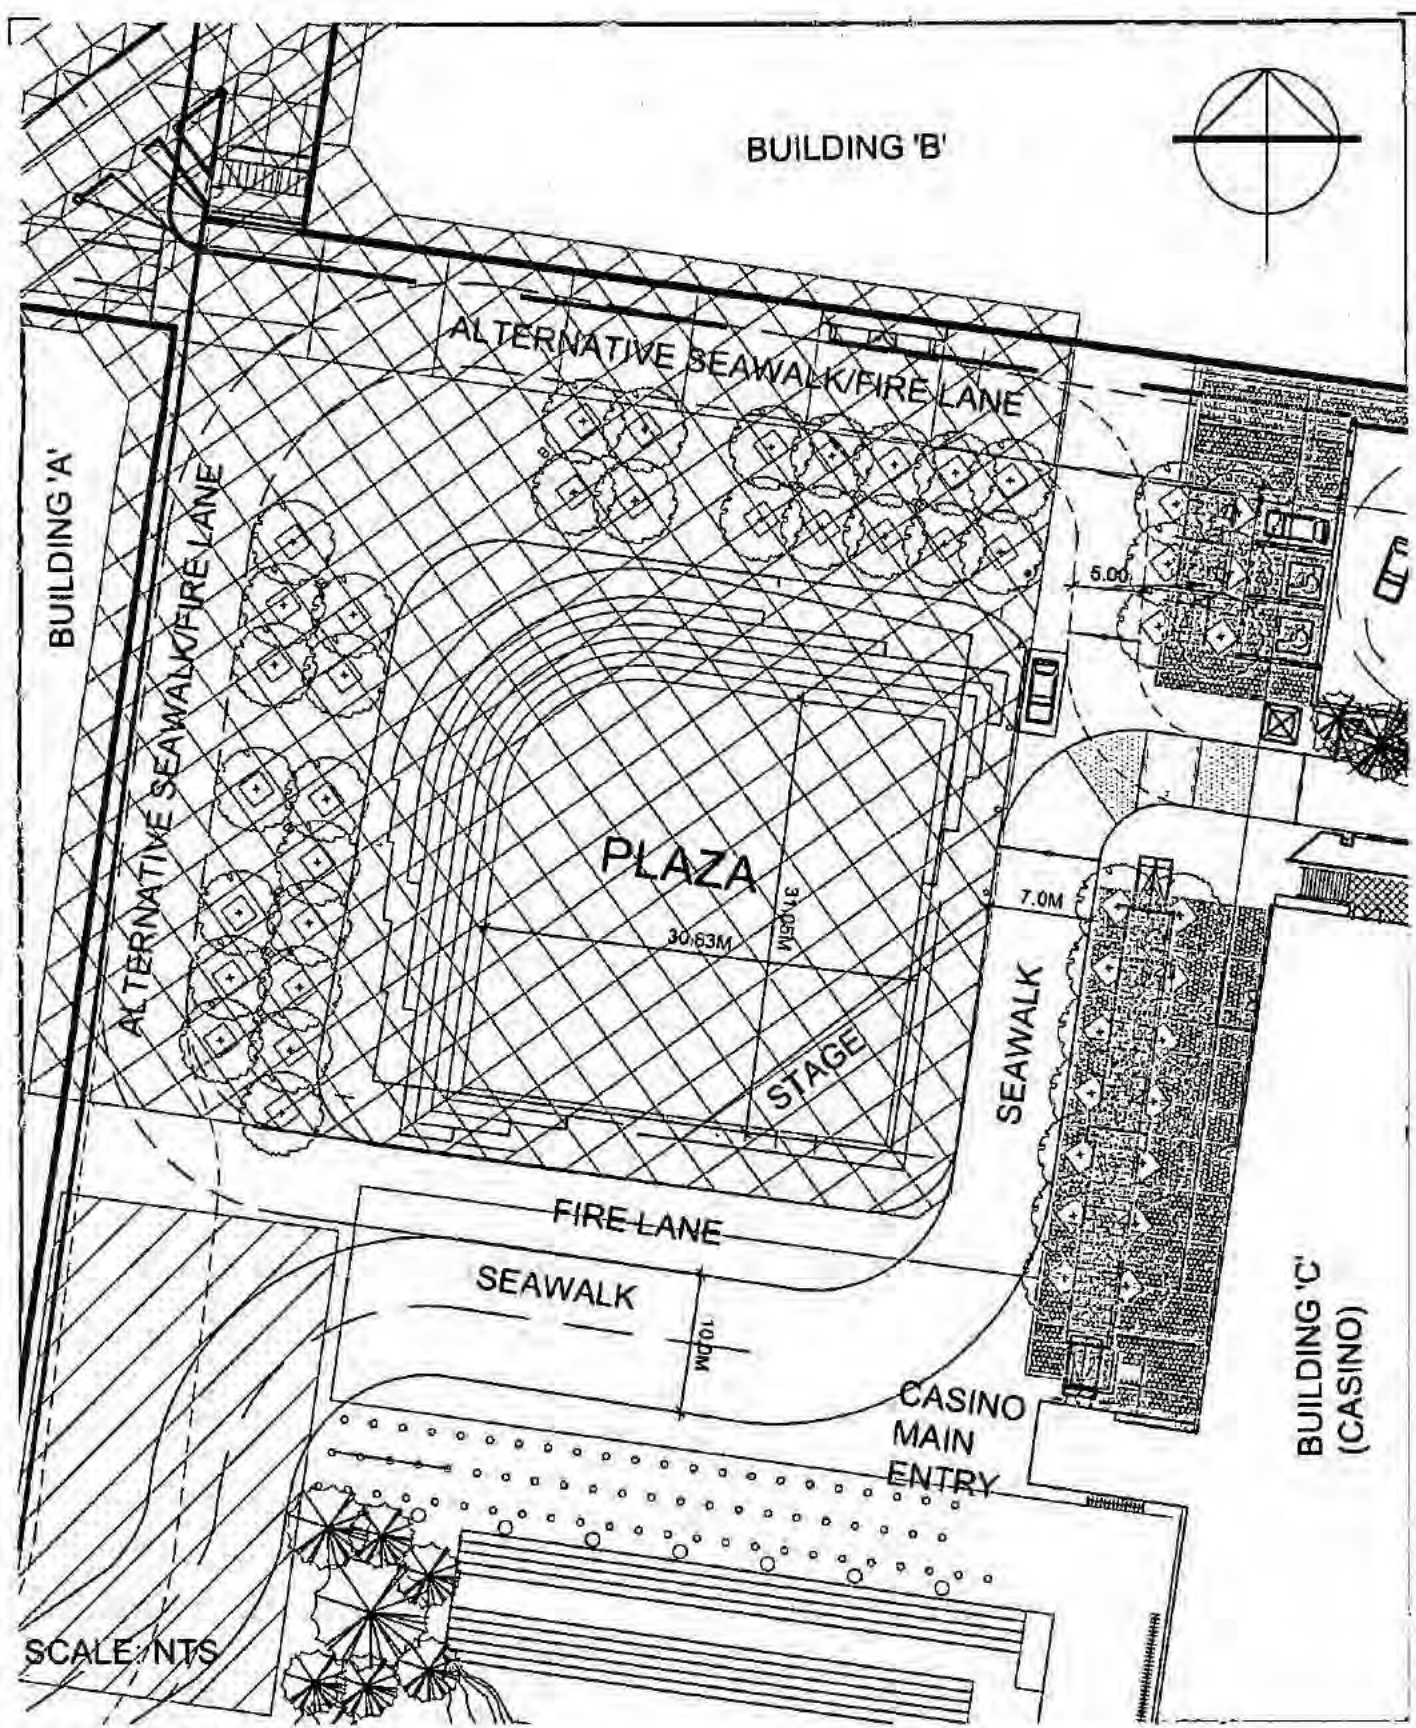 BUILDING 'B'
ALTERNATIVE SEAWALK/FIRE LANE
BUILDING 'A'
ALTERNATIVE SEAWALK/FIRE LANE
5.00
PLAZA
31.05M
30.63M
7.0M
STAGE
SEAWALK
FIRE LANE
SEAWALK
10.0M
CASINO
MAIN
ENTRY
BUILDING 'C'
(CASINO)
SCALE: NTS